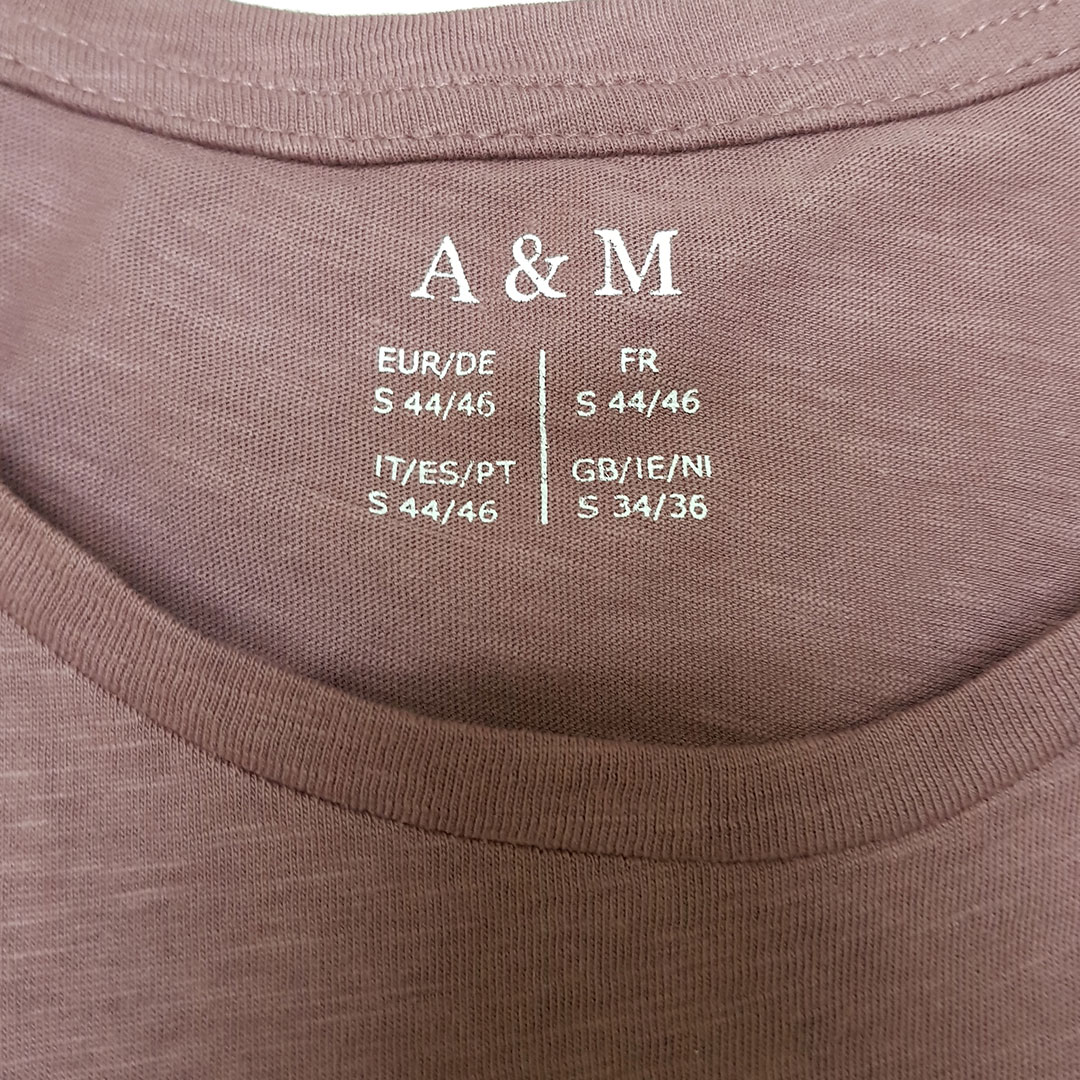 A & M
EUR/DE
S 44/46
FR
S 44/46
IT/ES/PT
S 44/46
GB/IE/NI
S 34/36